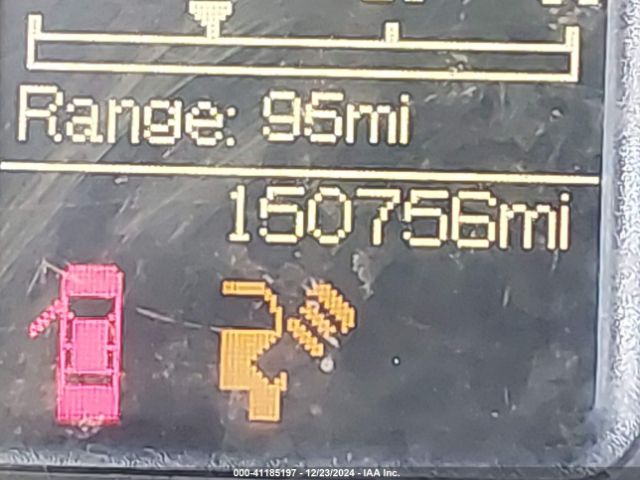 Range: 95mi
150756mi
000-41185197 - 12/23/2024 - IAA Inc.